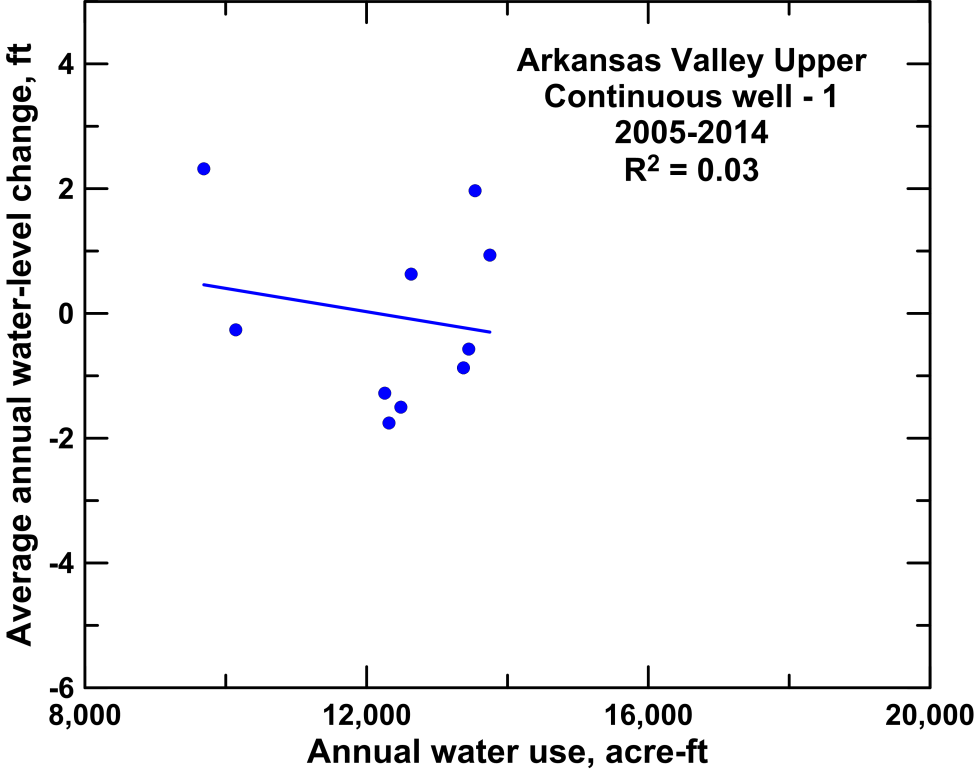 Arkansas Valley Upper
Continuous well - 1
2005-2014
R² = 0.03
Average annual water-level change, ft
4
2
0
-2
-4
-6
8,000 12,000 16,000 20,000
Annual water use, acre-ft